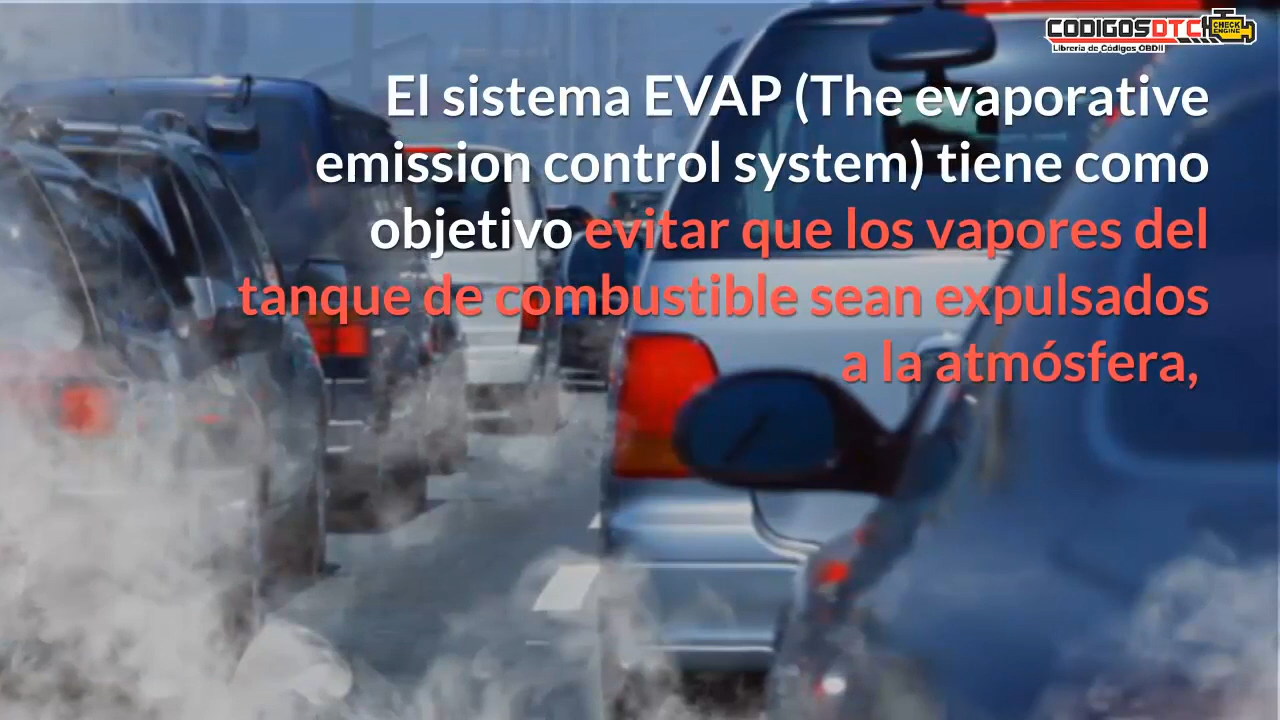 CODIGOSDTC
CHECK
ENGINE
Libreria de Códigos OBDII
El sistema EVAP (The evaporative
emission control system) tiene como
objetivo evitar que los vapores del
tanque de combustible sean expulsados
a la atmósfera,